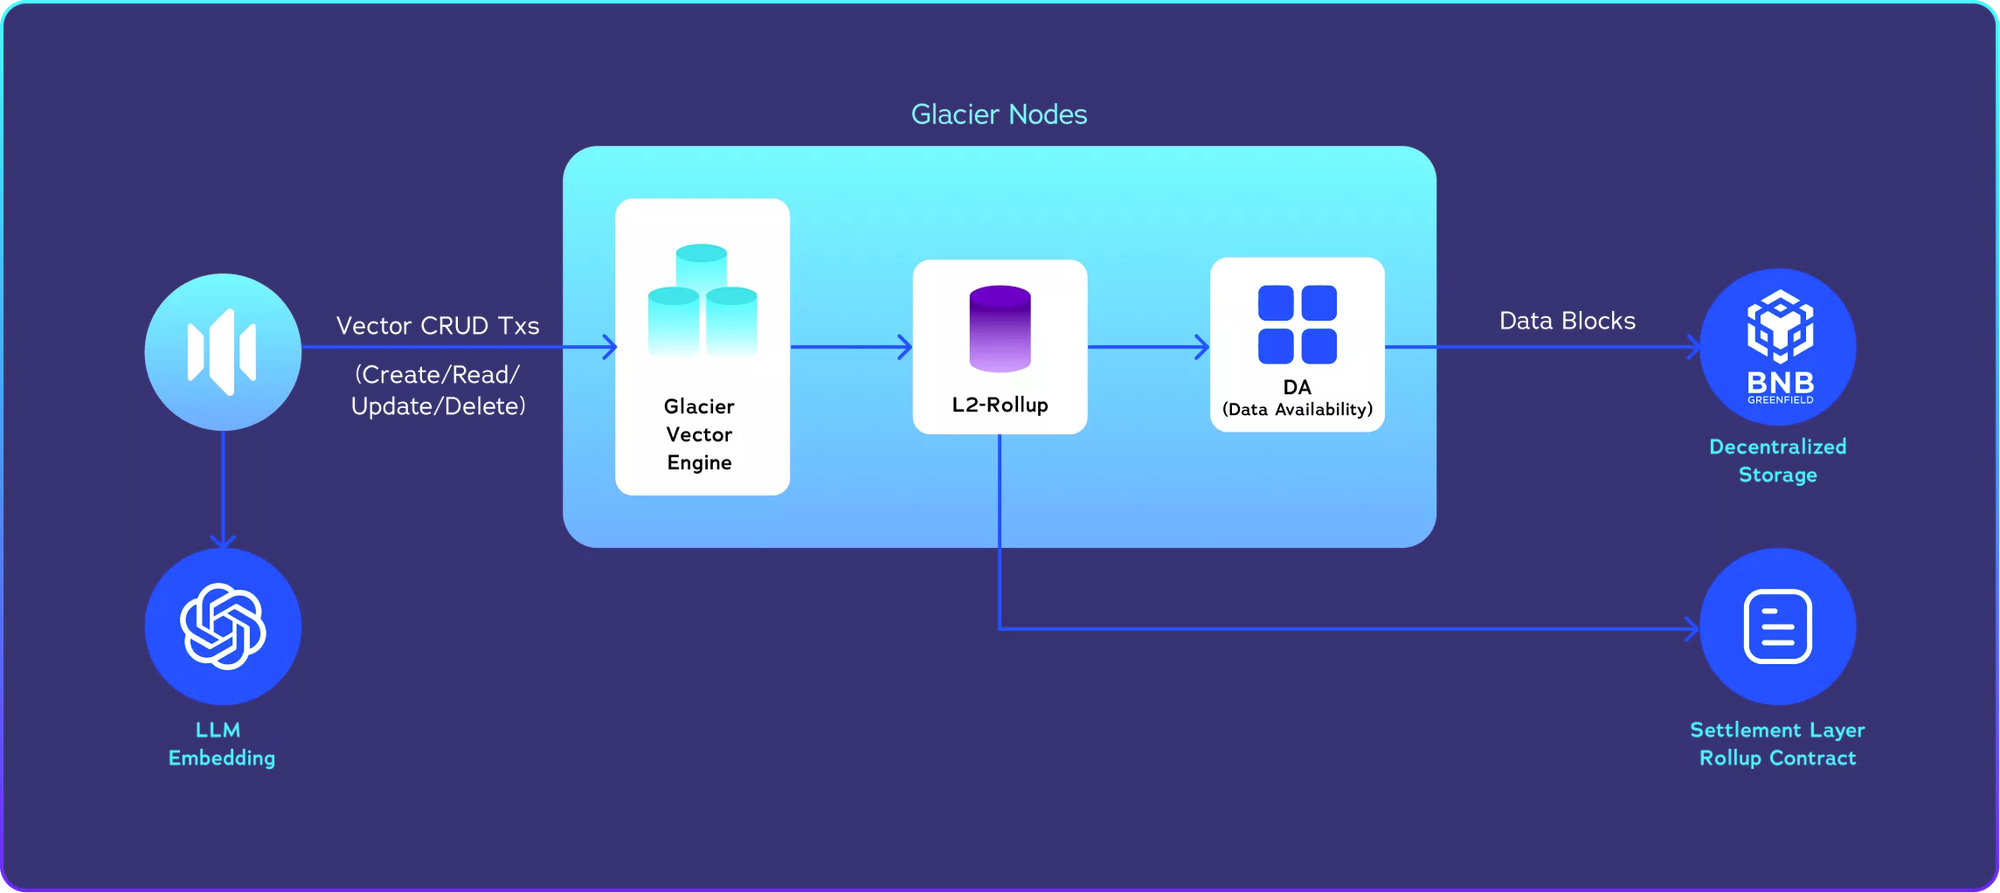 Glacier Nodes
Vector CRUD Txs
(Create/Read/
Update/Delete)
Glacier
Vector
Engine
L2-Rollup
DA
(Data Availability)
Data Blocks
BNB
GREENFIELD
Decentralized
Storage
LLM
Embedding
Settlement Layer
Rollup Contract